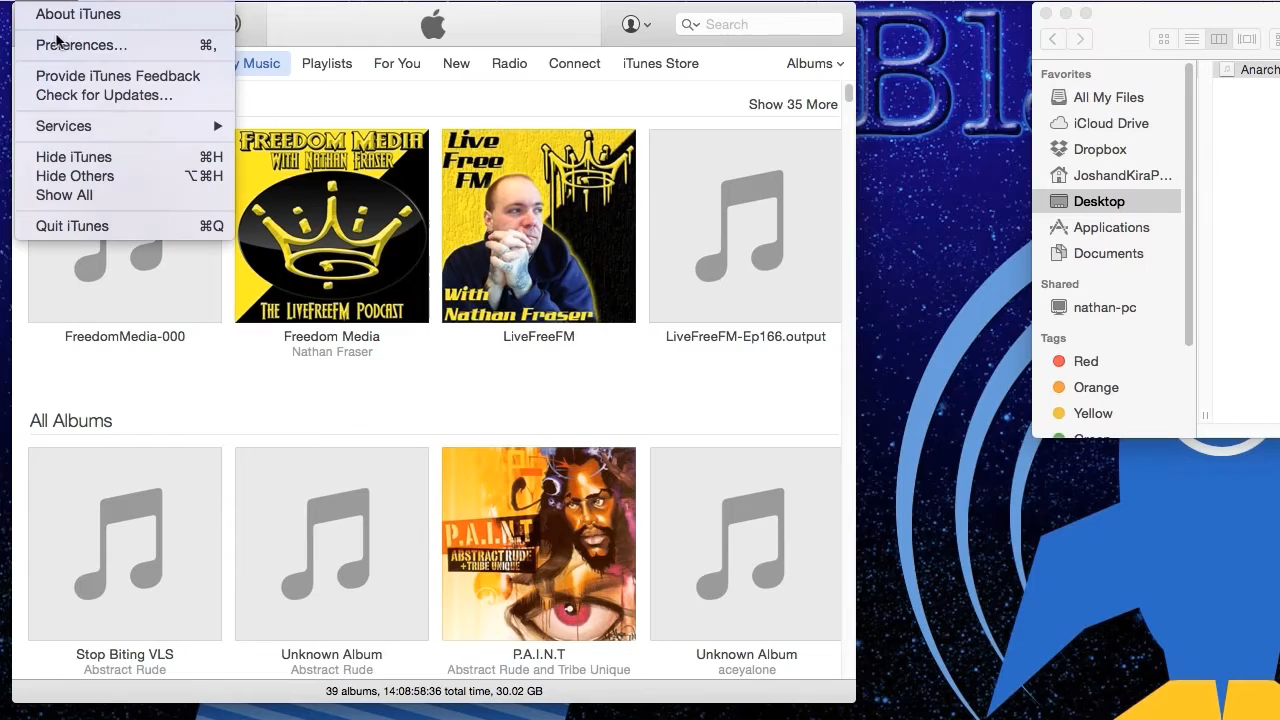 About iTunes
Preferences… ⌘,
Provide iTunes Feedback
Check for Updates…
Services
Hide iTunes ⌘H
Hide Others ⌥⌘H
Show All
Quit iTunes ⌘Q
Search
y Music Playlists For You New Radio Connect iTunes Store Albums
Show 35 More
FREEDOM MEDIA
WITH NATHAN FRASER
THE LIVEFREEFM PODCAST
Live
Free
FM
With
Nathan Fraser
FreedomMedia-000
Freedom Media
Nathan Fraser
LiveFreeFM
LiveFreeFM-Ep166.output
All Albums
P.A.I.N.T
ABSTRACT RUDE
+TRIBE UNIQUE
Stop Biting VLS
Abstract Rude
Unknown Album
Abstract Rude
P.A.I.N.T
Abstract Rude and Tribe Unique
Unknown Album
aceyalone
39 albums, 14:08:58:36 total time, 30.02 GB
Bl
Favorites
All My Files
iCloud Drive
Dropbox
JoshandKiraP…
Desktop
Applications
Documents
Shared
nathan-pc
Tags
Red
Orange
Yellow
Green
Anarch